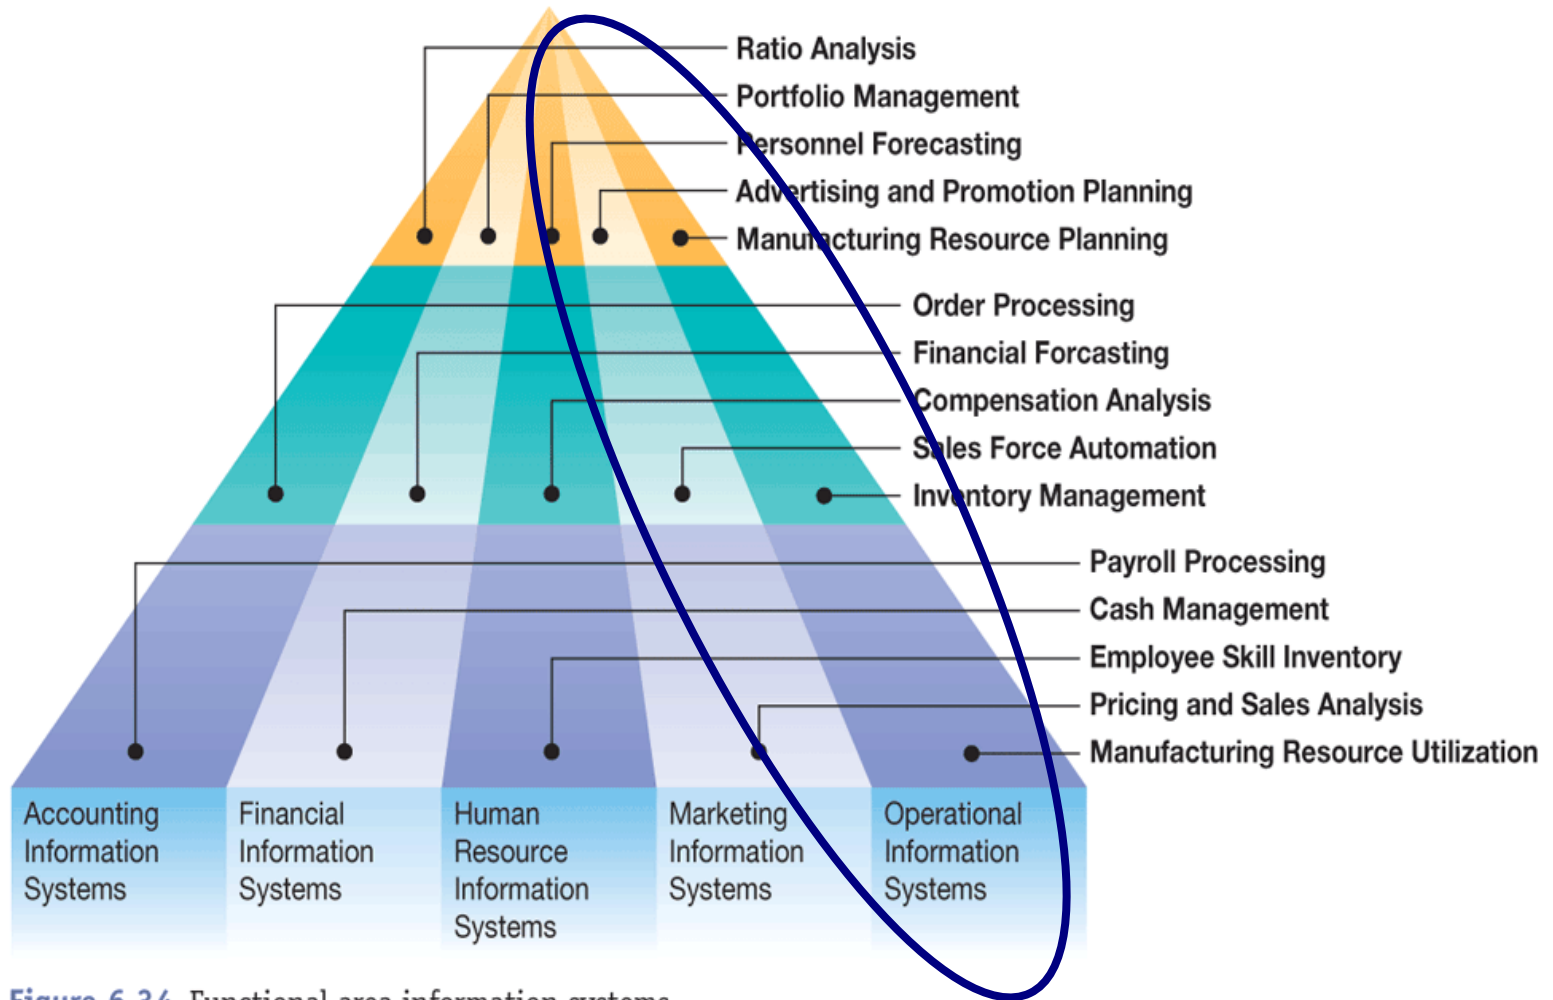 Ratio Analysis
Portfolio Management
Personnel Forecasting
Advertising and Promotion Planning
Manufacturing Resource Planning
Order Processing
Financial Forcasting
Compensation Analysis
Sales Force Automation
Inventory Management
Payroll Processing
Cash Management
Employee Skill Inventory
Pricing and Sales Analysis
Manufacturing Resource Utilization
Accounting
Information
Systems
Financial
Information
Systems
Human
Resource
Information
Systems
Marketing
Information
Systems
Operational
Information
Systems
Figure 6.34 Functional area information systems